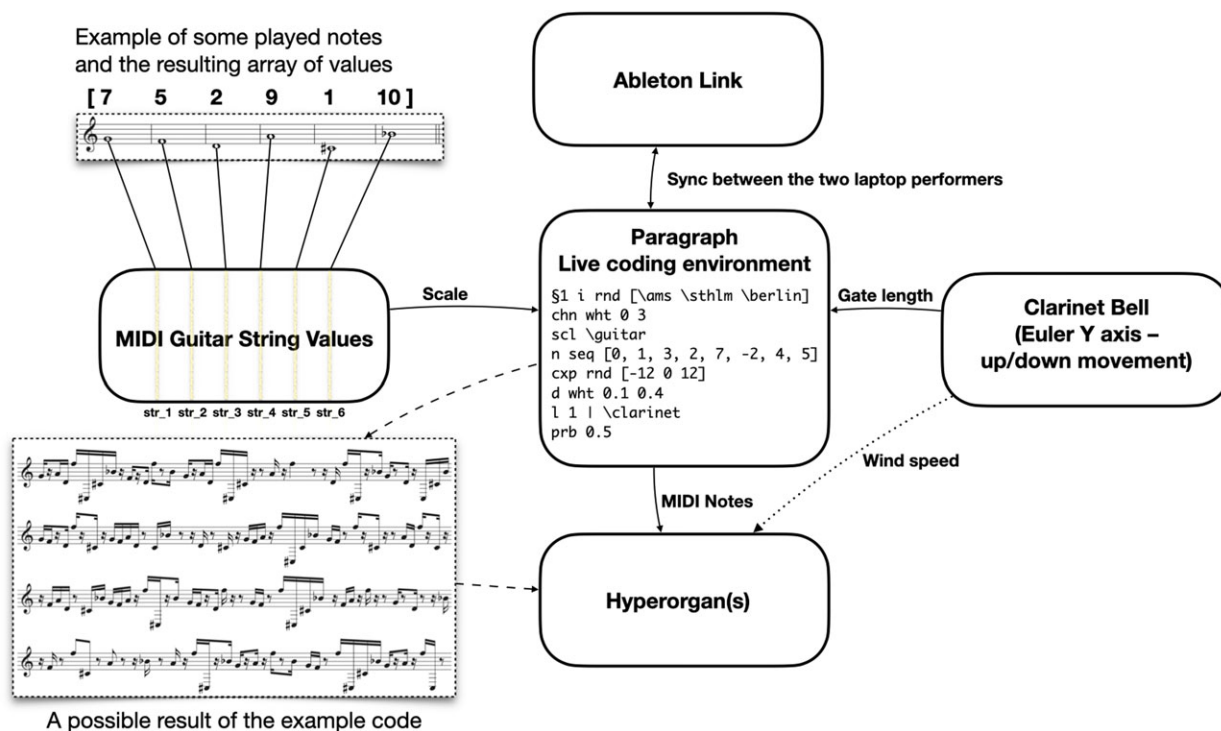 Example of some played notes
and the resulting array of values
[ 7 5 2 9 1 10 ]
MIDI Guitar String Values
str_1 str_2 str_3 str_4 str_5 str_6
Scale
Ableton Link
Sync between the two laptop performers
Paragraph
Live coding environment
§1 i rnd [\ams \sthlm \berlin]
chn wht 0 3
scl \guitar
n seq [0, 1, 3, 2, 7, -2, 4, 5]
cxp rnd [-12 0 12]
d wht 0.1 0.4
l 1 | \clarinet
prb 0.5
Gate length
Clarinet Bell
(Euler Y axis –
up/down movement)
Wind speed
MIDI Notes
Hyperorgan(s)
A possible result of the example code